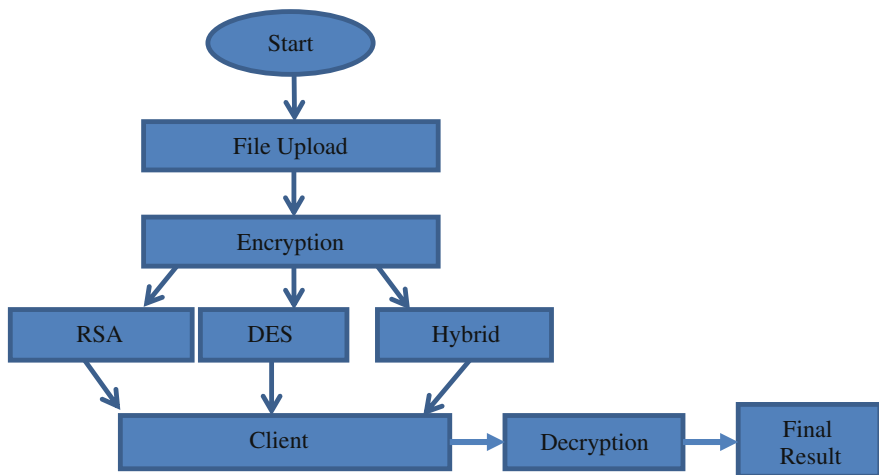 Start
File Upload
Encryption
RSA
DES
Hybrid
Client
Decryption
Final
Result